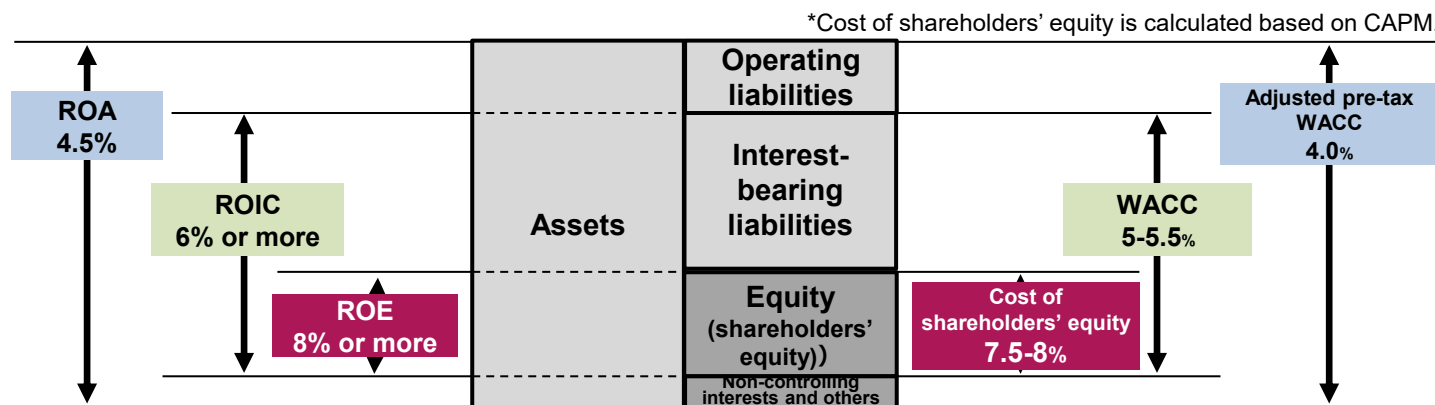 *Cost of shareholders’ equity is calculated based on CAPM.
ROA
4.5%
ROIC
6% or more
ROE
8% or more
Assets
Operating
liabilities
Interest-
bearing
liabilities
Equity
(shareholders’
equity)）
Non-controlling
interests and others
Cost of
shareholders’ equity
7.5-8%
WACC
5-5.5%
Adjusted pre-tax
WACC
4.0%